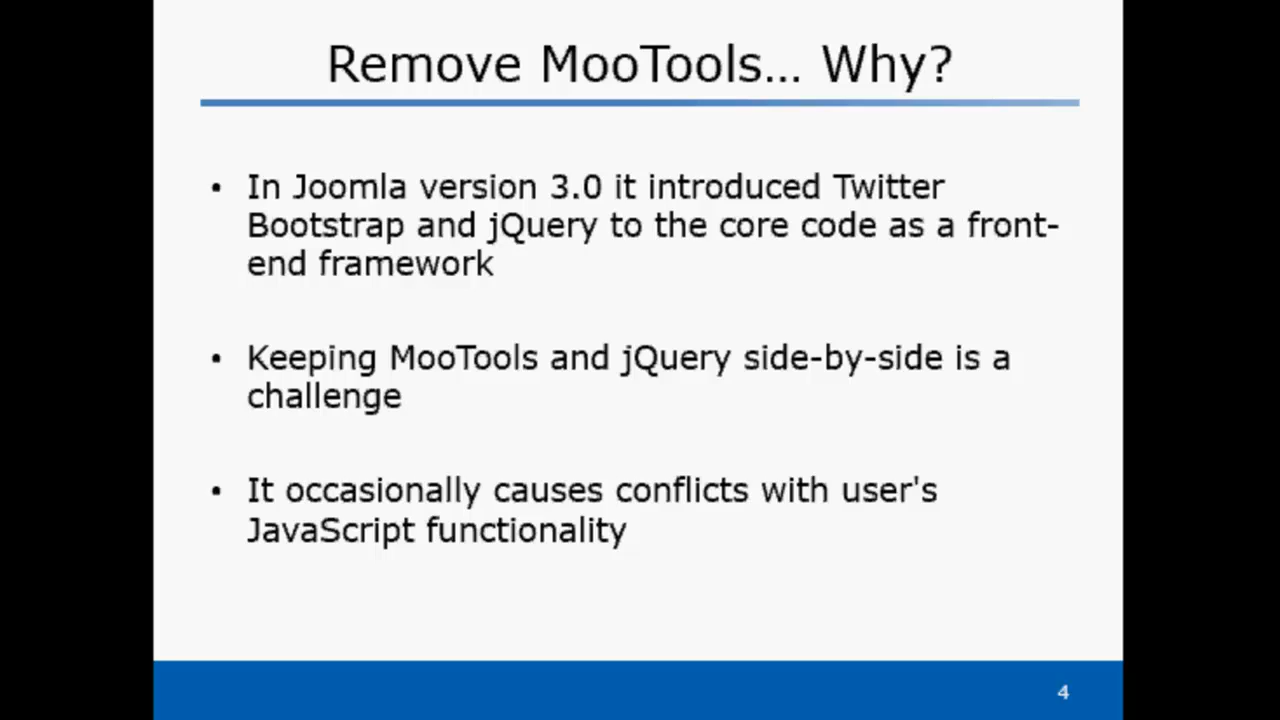 Remove MooTools... Why?
• In Joomla version 3.0 it introduced Twitter
Bootstrap and jQuery to the core code as a front-
end framework
• Keeping MooTools and jQuery side-by-side is a
challenge
• It occasionally causes conflicts with user's
JavaScript functionality
4